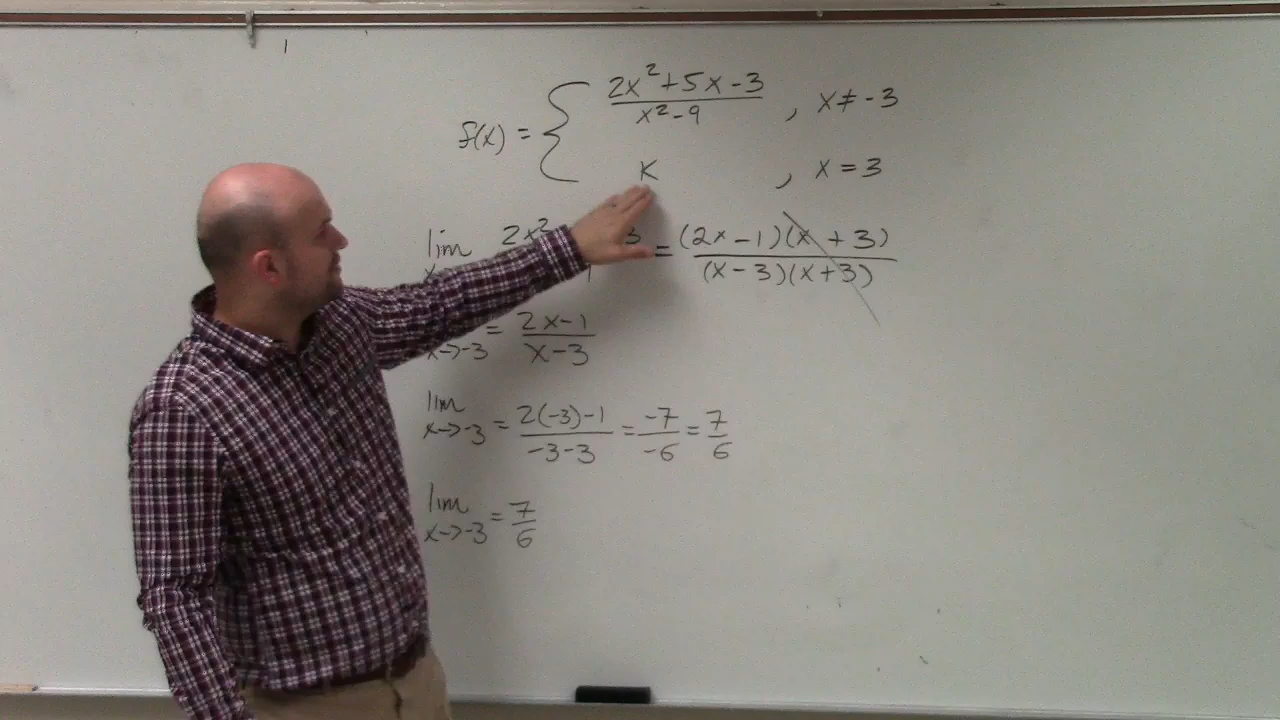 f(x) = { (2x²+5x-3)/(x²-9) , x≠-3
K , x=3
lim 2x² 3 = (2x-1)(x+3)/(x-3)(x+3)
x->-3 = (2x-1)/(x-3)
lim x->-3 = (2(-3)-1)/(-3-3) = -7/-6 = 7/6
lim x->-3 = 7/6